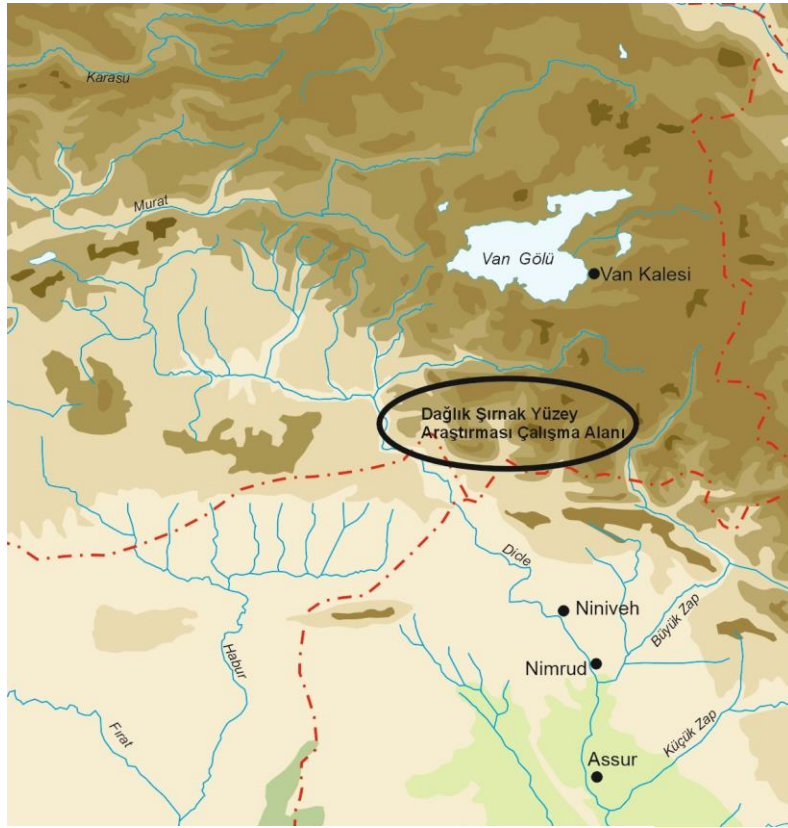 Karasu
Murat
Van Gölü
Van Kalesi
Dağlık Şırnak Yüzey
Araştırması Çalışma Alanı
Dicle
Niniveh
Büyük Zap
Habur
Nimrud
Fırat
Küçük Zap
Assur